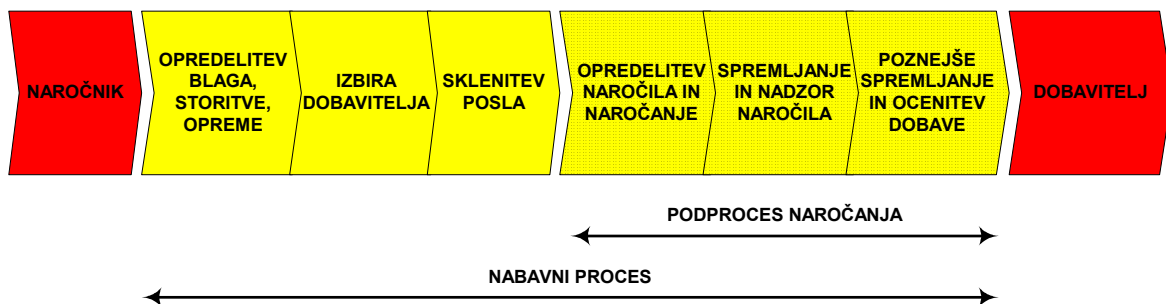 NAROČNIK
OPREDELITEV
BLAGA,
STORITVE,
OPREME
IZBIRA
DOBAVITELJA
SKLENITEV
POSLA
OPREDELITEV
NAROČILA IN
NAROČANJE
SPREMLJANJE
IN NADZOR
NAROČILA
POZNEJŠE
SPREMLJANJE
IN OCENITEV
DOBAVE
DOBAVITELJ
PODPROCES NAROČANJA
NABAVNI PROCES